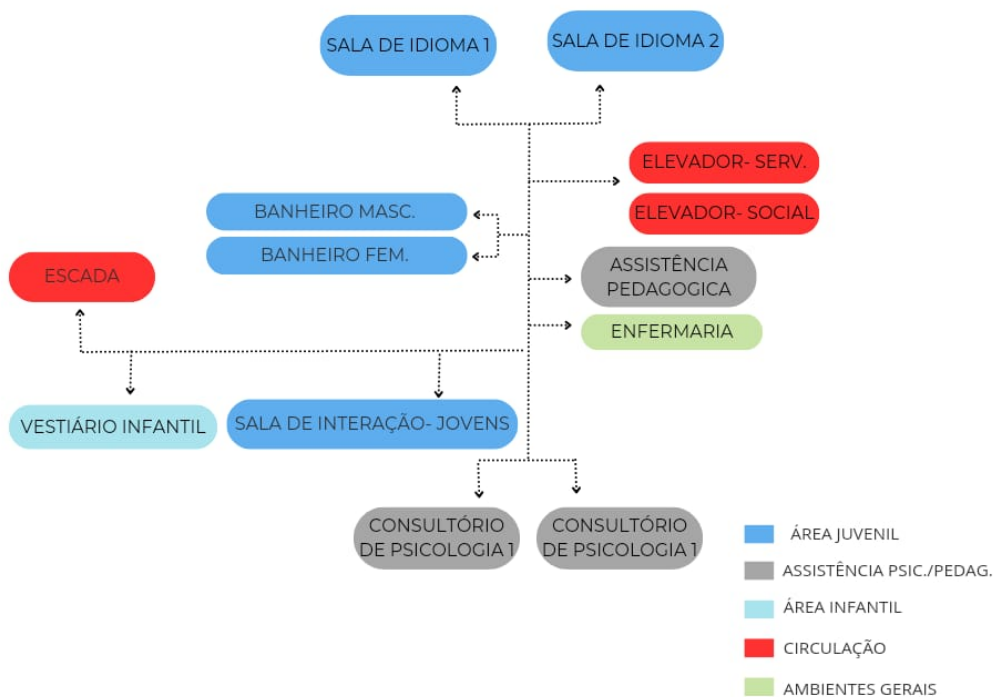 SALA DE IDIOMA 1
SALA DE IDIOMA 2
ELEVADOR- SERV.
ELEVADOR- SOCIAL
BANHEIRO MASC.
BANHEIRO FEM.
ESCADA
ASSISTÊNCIA
PEDAGOGICA
ENFERMARIA
VESTIÁRIO INFANTIL
SALA DE INTERAÇÃO- JOVENS
CONSULTÓRIO
DE PSICOLOGIA 1
CONSULTÓRIO
DE PSICOLOGIA 1
ÁREA JUVENIL
ASSISTÊNCIA PSIC./PEDAG.
ÁREA INFANTIL
CIRCULAÇÃO
AMBIENTES GERAIS